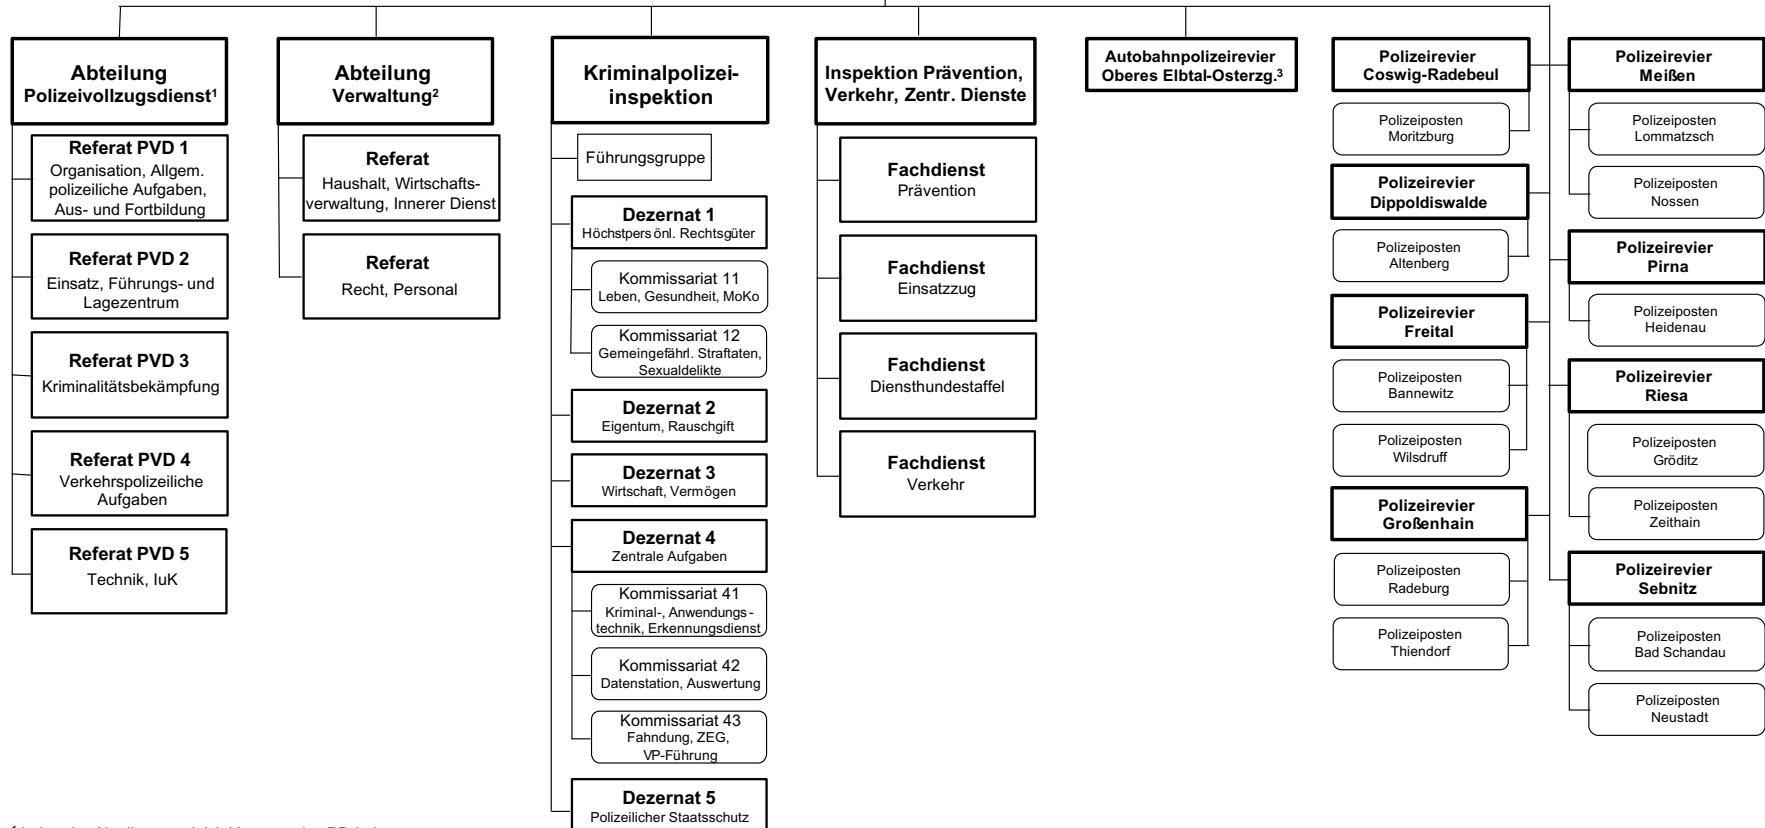 Abteilung
Polizeivollzugsdienst¹
Referat PVD 1
Organisation, Allgem.
polizeiliche Aufgaben,
Aus- und Fortbildung
Referat PVD 2
Einsatz, Führungs- und
Lagezentrum
Referat PVD 3
Kriminalitätsbekämpfung
Referat PVD 4
Verkehrspolizeiliche
Aufgaben
Referat PVD 5
Technik, IuK
Abteilung
Verwaltung²
Referat
Haushalt, Wirtschafts-
verwaltung, Innerer Dienst
Referat
Recht, Personal
Kriminalpolizei-
inspektion
Führungsgruppe
Dezernat 1
Höchstpersönl. Rechtsgüter
Kommissariat 11
Leben, Gesundheit, MoKo
Kommissariat 12
Gemeingefährl. Straftaten,
Sexualdelikte
Dezernat 2
Eigentum, Rauschgift
Dezernat 3
Wirtschaft, Vermögen
Dezernat 4
Zentrale Aufgaben
Kommissariat 41
Kriminal-, Anwendungs-
technik, Erkennungsdienst
Kommissariat 42
Datenstation, Auswertung
Kommissariat 43
Fahndung, ZEG,
VP-Führung
Dezernat 5
Polizeilicher Staatsschutz
Inspektion Prävention,
Verkehr, Zentr. Dienste
Fachdienst
Prävention
Fachdienst
Einsatzzug
Fachdienst
Diensthundestaffel
Fachdienst
Verkehr
Autobahnpolizeirevier
Oberes Elbtal-Osterzg.³
Polizeirevier
Coswig-Radebeul
Polizeiposten
Moritzburg
Polizeirevier
Dippoldiswalde
Polizeiposten
Altenberg
Polizeirevier
Freital
Polizeiposten
Bannewitz
Polizeiposten
Wilsdruff
Polizeirevier
Großenhain
Polizeiposten
Radeburg
Polizeiposten
Thiendorf
Polizeirevier
Meißen
Polizeiposten
Lommatzsch
Polizeiposten
Nossen
Polizeirevier
Pirna
Polizeiposten
Heidenau
Polizeirevier
Riesa
Polizeiposten
Gröditz
Polizeiposten
Zeithain
Polizeirevier
Sebnitz
Polizeiposten
Bad Schandau
Polizeiposten
Neustadt